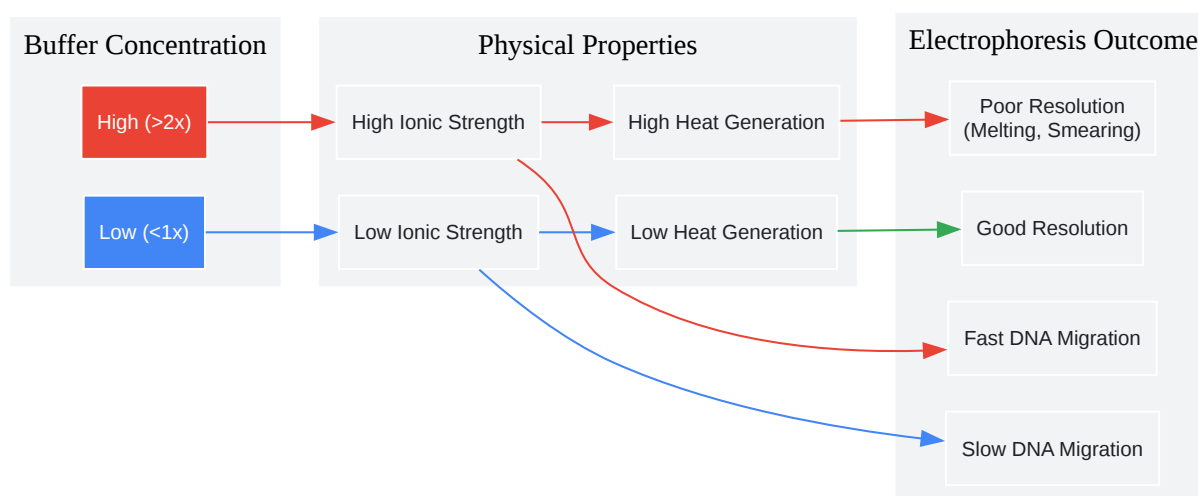 Buffer Concentration
Physical Properties
Electrophoresis Outcome
High (>2x)
High Ionic Strength
High Heat Generation
Poor Resolution
(Melting, Smearing)
Low (<1x)
Low Ionic Strength
Low Heat Generation
Good Resolution
Fast DNA Migration
Slow DNA Migration